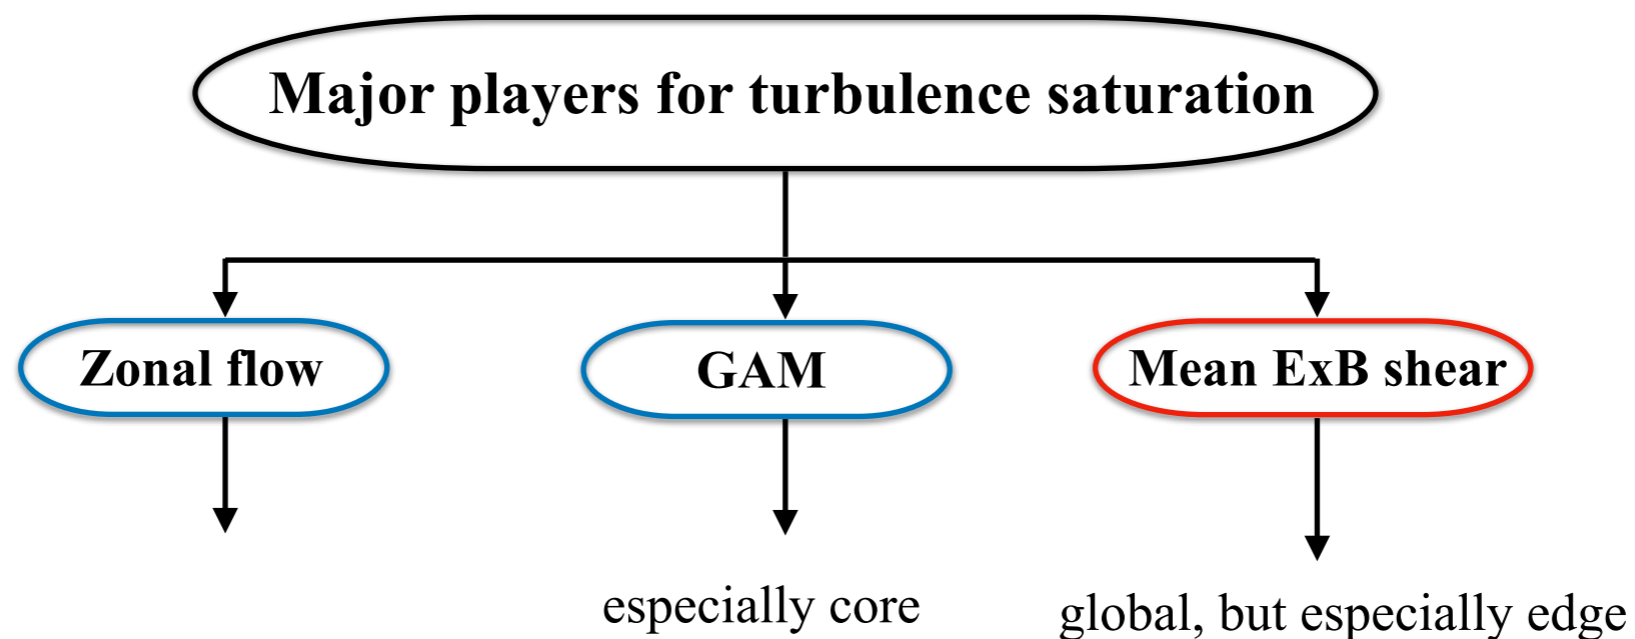 Major players for turbulence saturation
Zonal flow
GAM
Mean ExB shear
especially core
global, but especially edge